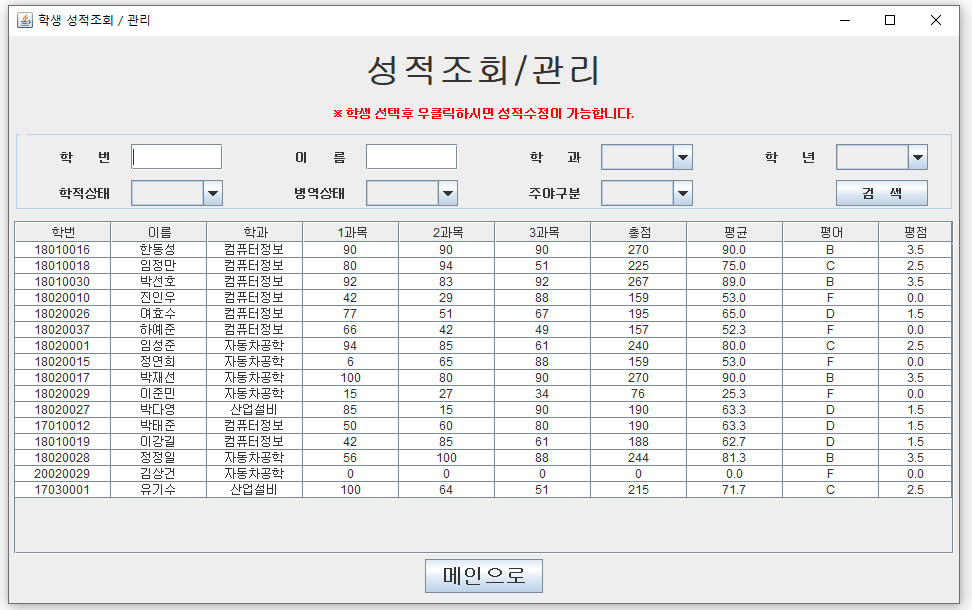 학생 성적조회 / 관리
성적조회/관리
※ 학생 선택후 우클릭하시면 성적수정이 가능합니다.
학 번 이 름 학 과 학 년
학적상태 병역상태 주야구분 검 색
학번 이름 학과 1과목 2과목 3과목 총점 평균 평어 평점
18010016 한동성 컴퓨터정보 90 90 90 270 90.0 B 3.5
18010018 임정만 컴퓨터정보 80 94 51 225 75.0 C 2.5
18010030 박선호 컴퓨터정보 92 83 92 267 89.0 B 3.5
18020010 진인우 컴퓨터정보 42 29 88 159 53.0 F 0.0
18020026 여효수 컴퓨터정보 77 51 67 195 65.0 D 1.5
18020037 하예준 컴퓨터정보 66 42 49 157 52.3 F 0.0
18020001 임성준 자동차공학 94 85 61 240 80.0 C 2.5
18020015 정연희 자동차공학 6 65 88 159 53.0 F 0.0
18020017 박재선 자동차공학 100 80 90 270 90.0 B 3.5
18020029 이준민 자동차공학 15 27 34 76 25.3 F 0.0
18020027 박다영 산업설비 85 15 90 190 63.3 D 1.5
17010012 박태준 컴퓨터정보 50 60 80 190 63.3 D 1.5
18010019 이강길 컴퓨터정보 42 85 61 188 62.7 D 1.5
18020028 정정일 자동차공학 56 100 88 244 81.3 B 3.5
20020029 김상건 자동차공학 0 0 0 0 0.0 F 0.0
17030001 유기수 산업설비 100 64 51 215 71.7 C 2.5
메인으로